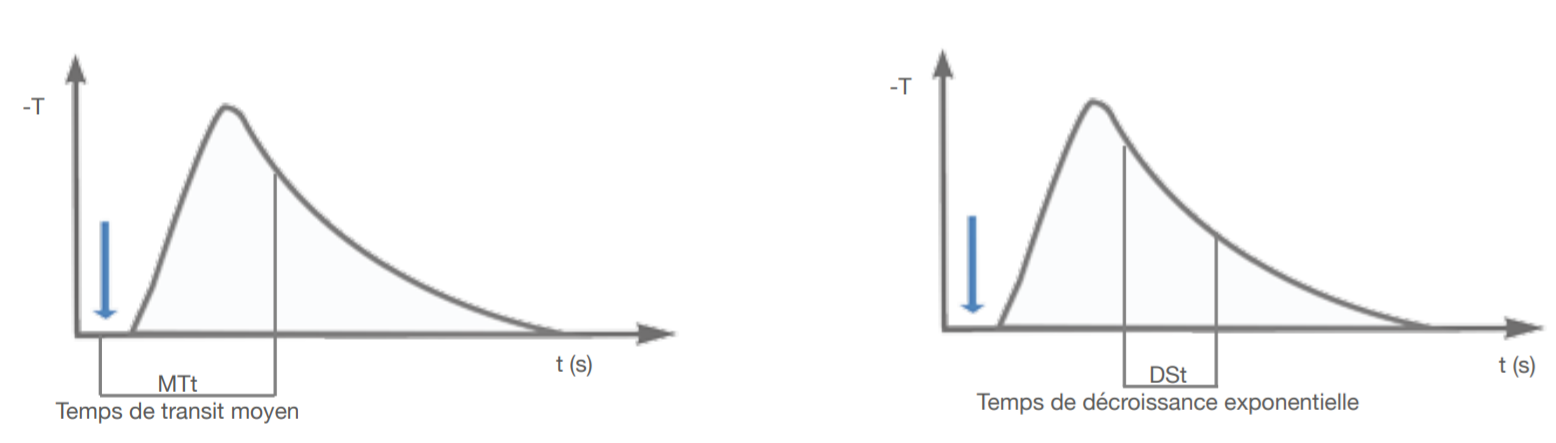 -T
t (s)
MTt
Temps de transit moyen
-T
t (s)
DSt
Temps de décroissance exponentielle